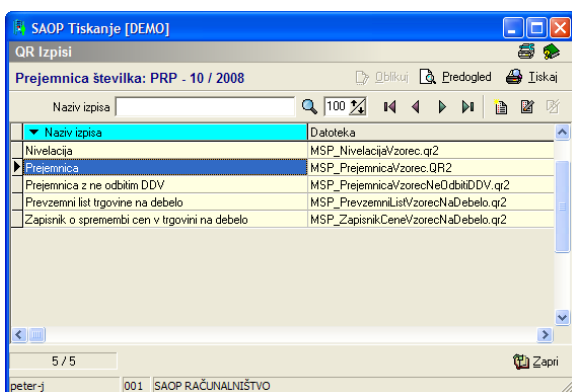 SAOP Tiskanje [DEMO]
QR Izpisi
Prejemnica številka: PRP - 10 / 2008
Oblikuj Predogled Tiskaj
Naziv izpisa 100
Naziv izpisa Datoteka
Nivelacija MSP_NivelacijaVzorec.qr2
Prejemnica MSP_PrejemnicaVzorec.QR2
Prejemnica z ne odbitim DDV MSP_PrejemnicaVzorecNeOdbitiDDV.qr2
Prevzemni list trgovine na debelo MSP_PrevzemniListVzorecNaDebelo.qr2
Zapisnik o spremembi cen v trgovini na debelo MSP_ZapisnikCeneVzorecNaDebelo.qr2
5 / 5 Zapri
peter-j 001 SAOP RAČUNALNIŠTVO